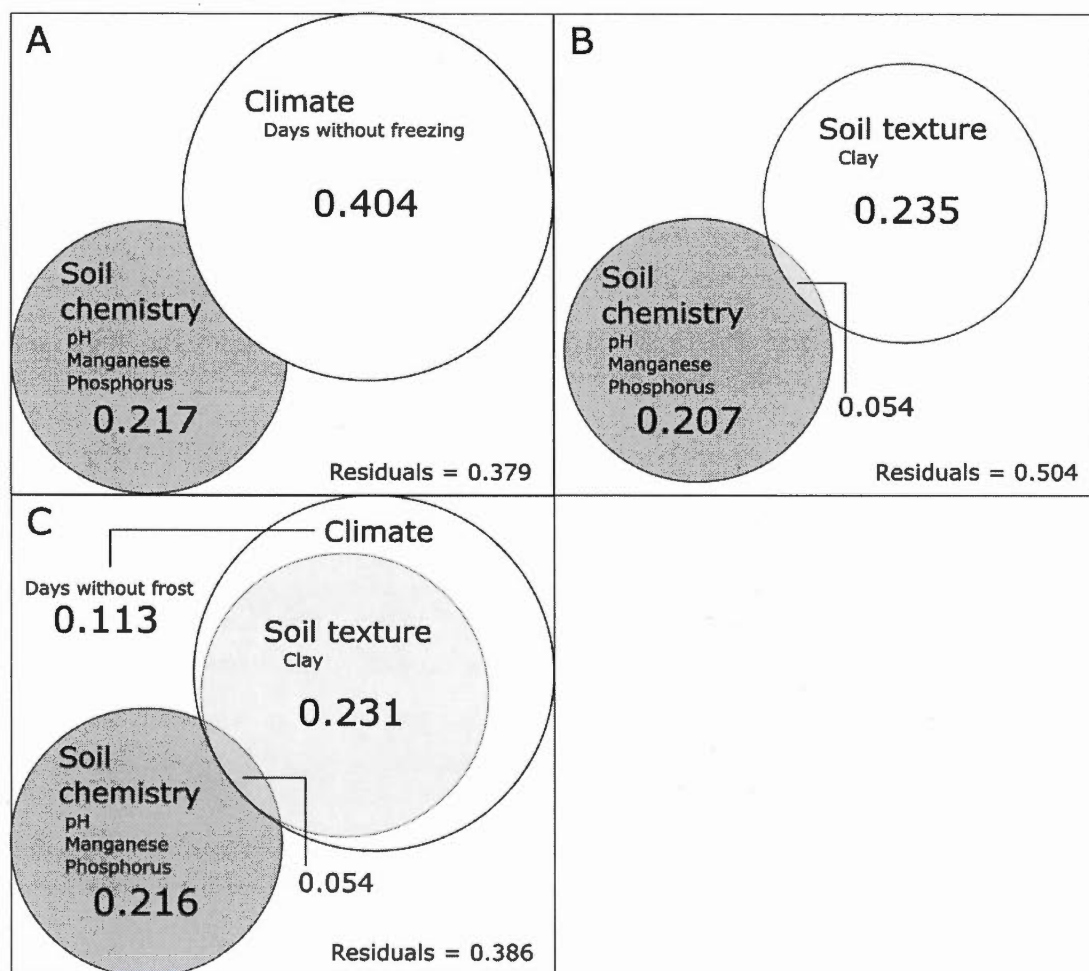 A
Climate
Days without freezing
0.404
Soil
chemistry
pH
Manganese
Phosphorus
0.217
Residuals = 0.379
B
Soil texture
Clay
0.235
Soil
chemistry
pH
Manganese
Phosphorus
0.207
0.054
Residuals = 0.504
C
Climate
Days without frost
0.113
Soil texture
Clay
0.231
Soil
chemistry
pH
Manganese
Phosphorus
0.216
0.054
Residuals = 0.386